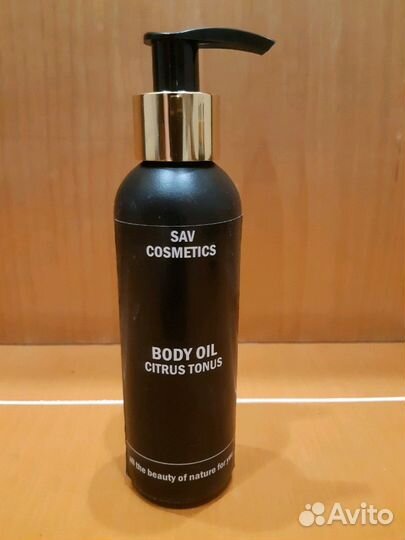 SAV
COSMETICS
BODY OIL
CITRUS TONUS
all the beauty of nature for you
Avito